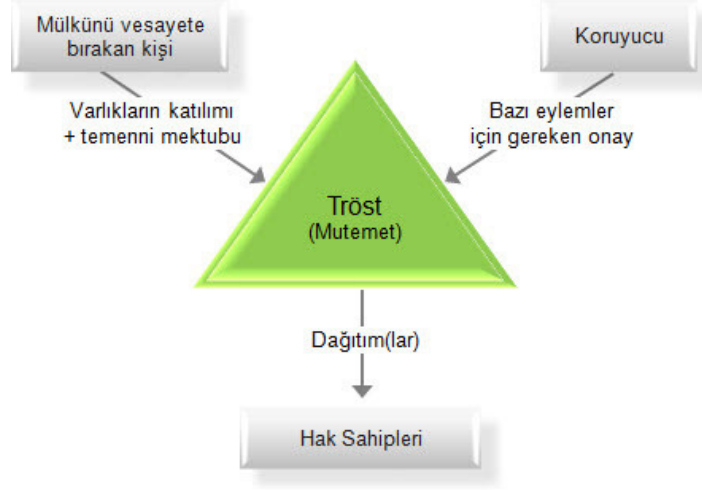 Mülkünü vesayete
bırakan kişi
Koruyucu
Varlıkların katılımı
+ temenni mektubu
Bazı eylemler
için gereken onay
Tröst
(Mutemet)
Dağıtım(lar)
Hak Sahipleri